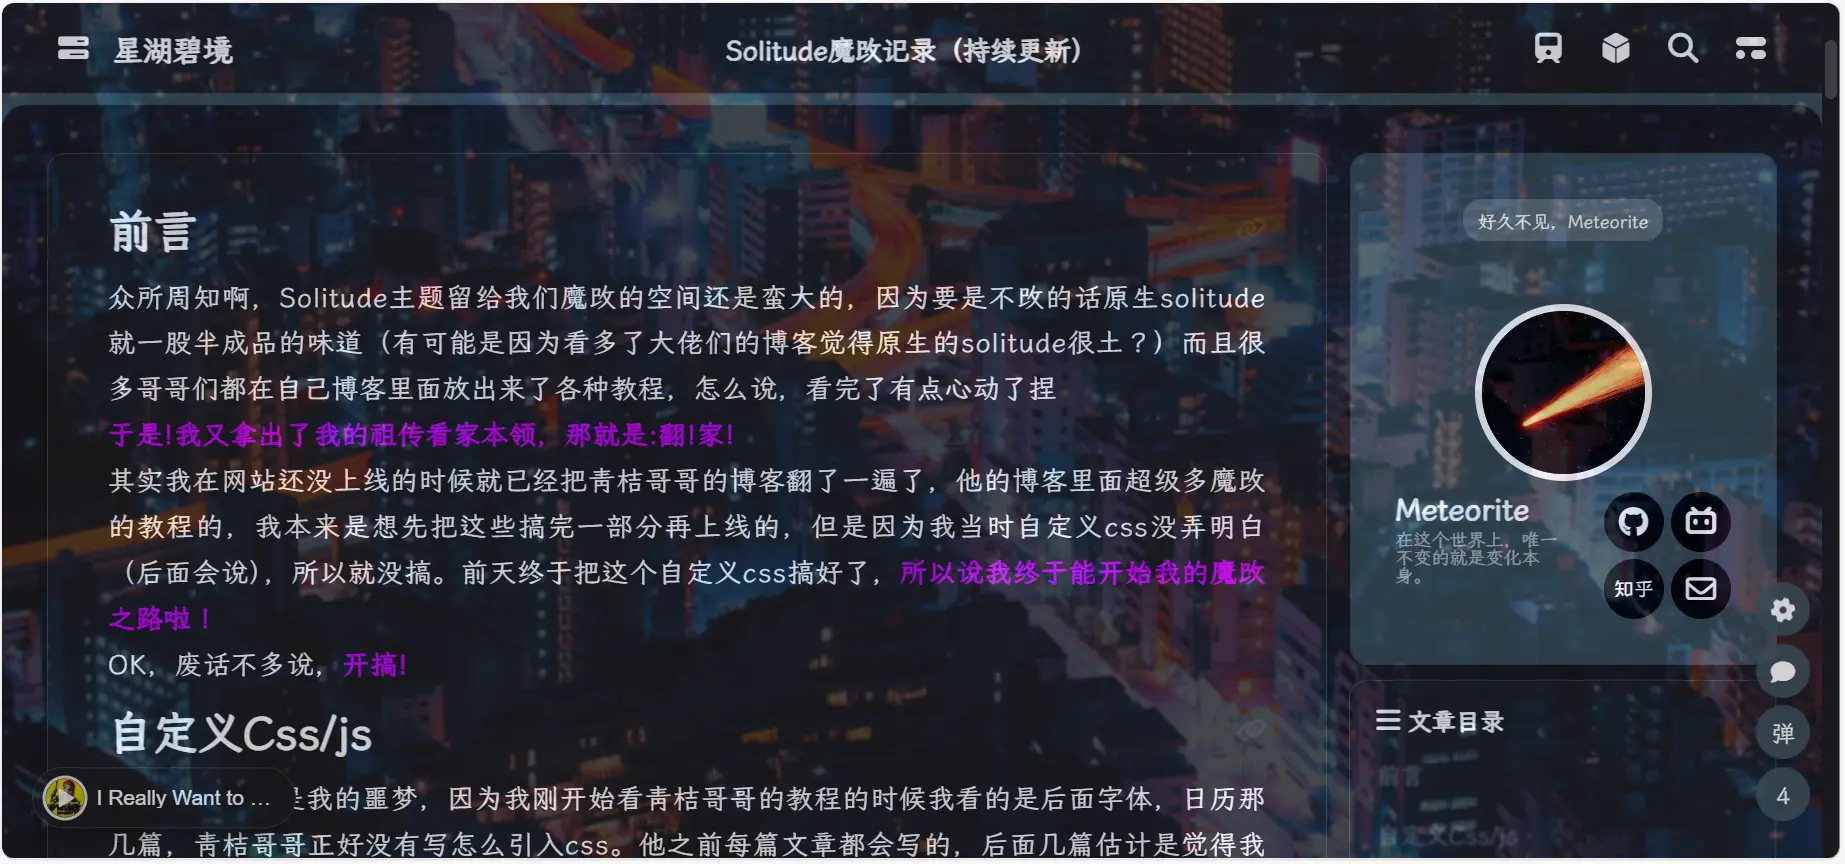 星湖碧境
Solitude魔改记录（持续更新）
前言
众所周知啊，Solitude主题留给我们魔改的空间还是蛮大的，因为要是不改的话原生solitude
就一股半成品的味道（有可能是因为看多了大佬们的博客觉得原生的solitude很土？）而且很
多哥哥们都在自己博客里面放出来了各种教程，怎么说，看完了有点心动了捏
于是!我又拿出了我的祖传看家本领，那就是:翻!家!
其实我在网站还没上线的时候就已经把青桔哥哥的博客翻了一遍了，他的博客里面超级多魔改
的教程的，我本来是想先把这些搞完一部分再上线的，但是因为我当时自定义css没弄明白
（后面会说），所以就没搞。前天终于把这个自定义css搞好了，所以说我终于能开始我的魔改
之路啦！
OK，废话不多说，开搞!
自定义Css/js
是我的噩梦，因为我刚开始看青桔哥哥的教程的时候我看的是后面字体，日历那
几篇，青桔哥哥正好没有写怎么引入css。他之前每篇文章都会写的，后面几篇估计是觉得我
I Really Want to ...
好久不见，Meteorite
Meteorite
在这个世界上，唯一
不变的就是变化本
身。
知乎
文章目录
前言
自定义Css/js
弹
4